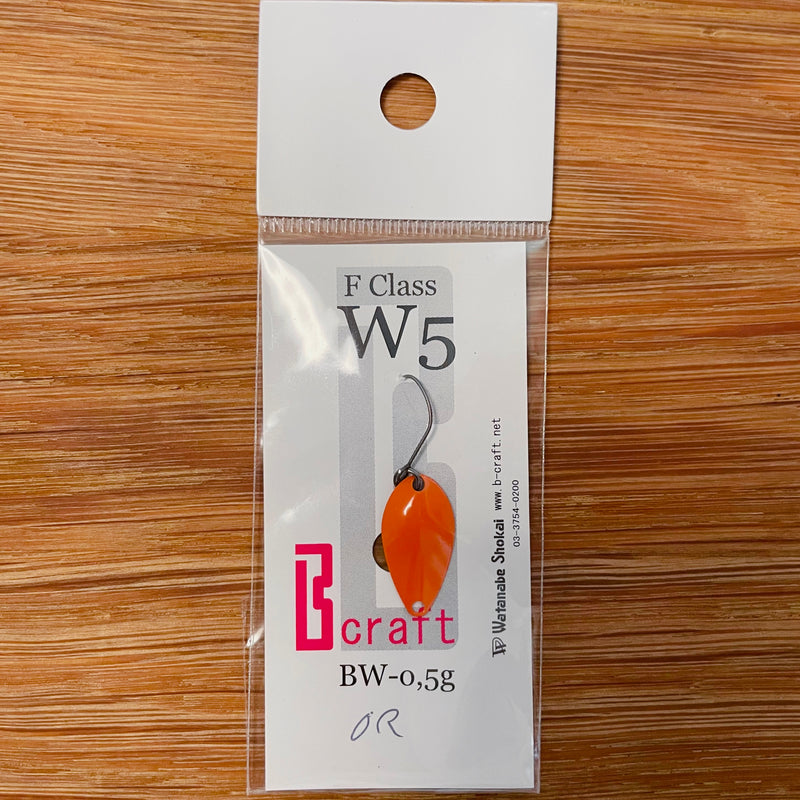 F Class
W5
B craft
BW-0,5g
OR
Watanabe Shokai www.b-craft.net
03-3754-0200